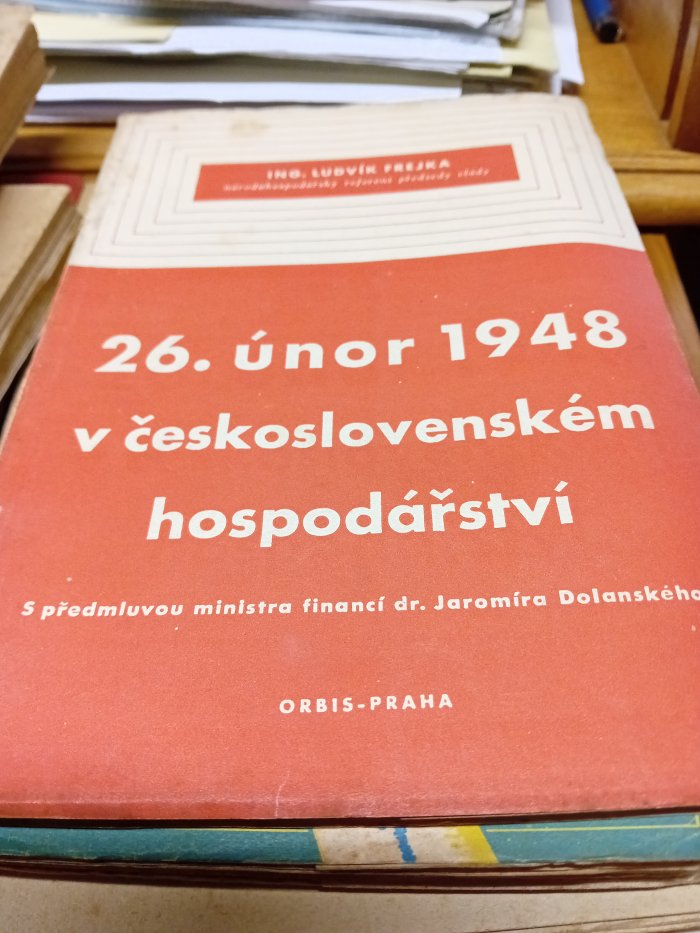 ING. LUDVÍK FREJKA
národohospodářský referent předsedy vlády
26. únor 1948
v československém
hospodářství
S předmluvou ministra financí dr. Jaromíra Dolanského
ORBIS-PRAHA